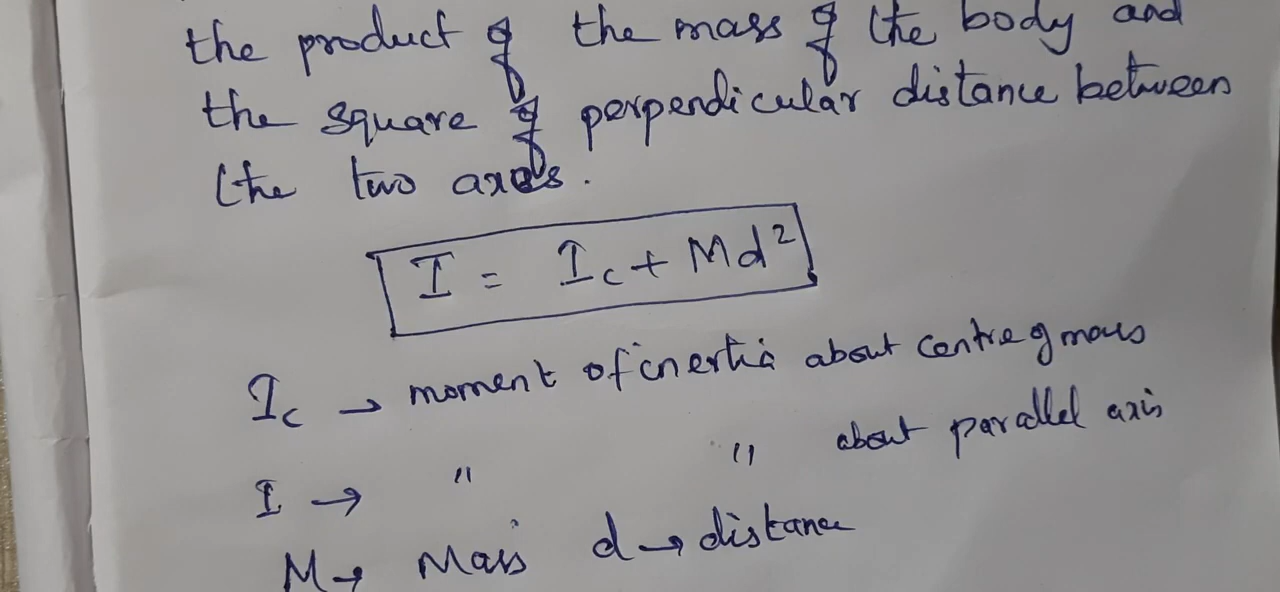 the product of the mass of the body and
the square of perpendicular distance between
the two axes.
I = Ic + Md²
Ic → moment of inertia about centre of mass
I → " " about parallel axis
M → Mass d → distance